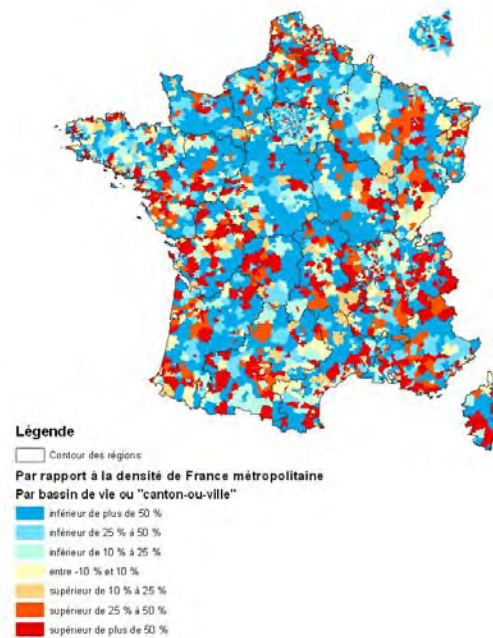 Légende
Contour des régions
Par rapport à la densité de France métropolitaine
Par bassin de vie ou "canton-ou-ville"
inférieur de plus de 50 %
inférieur de 25 % à 50 %
inférieur de 10 % à 25 %
entre -10 % et 10 %
supérieur de 10 % à 25 %
supérieur de 25 % à 50 %
supérieur de plus de 50 %